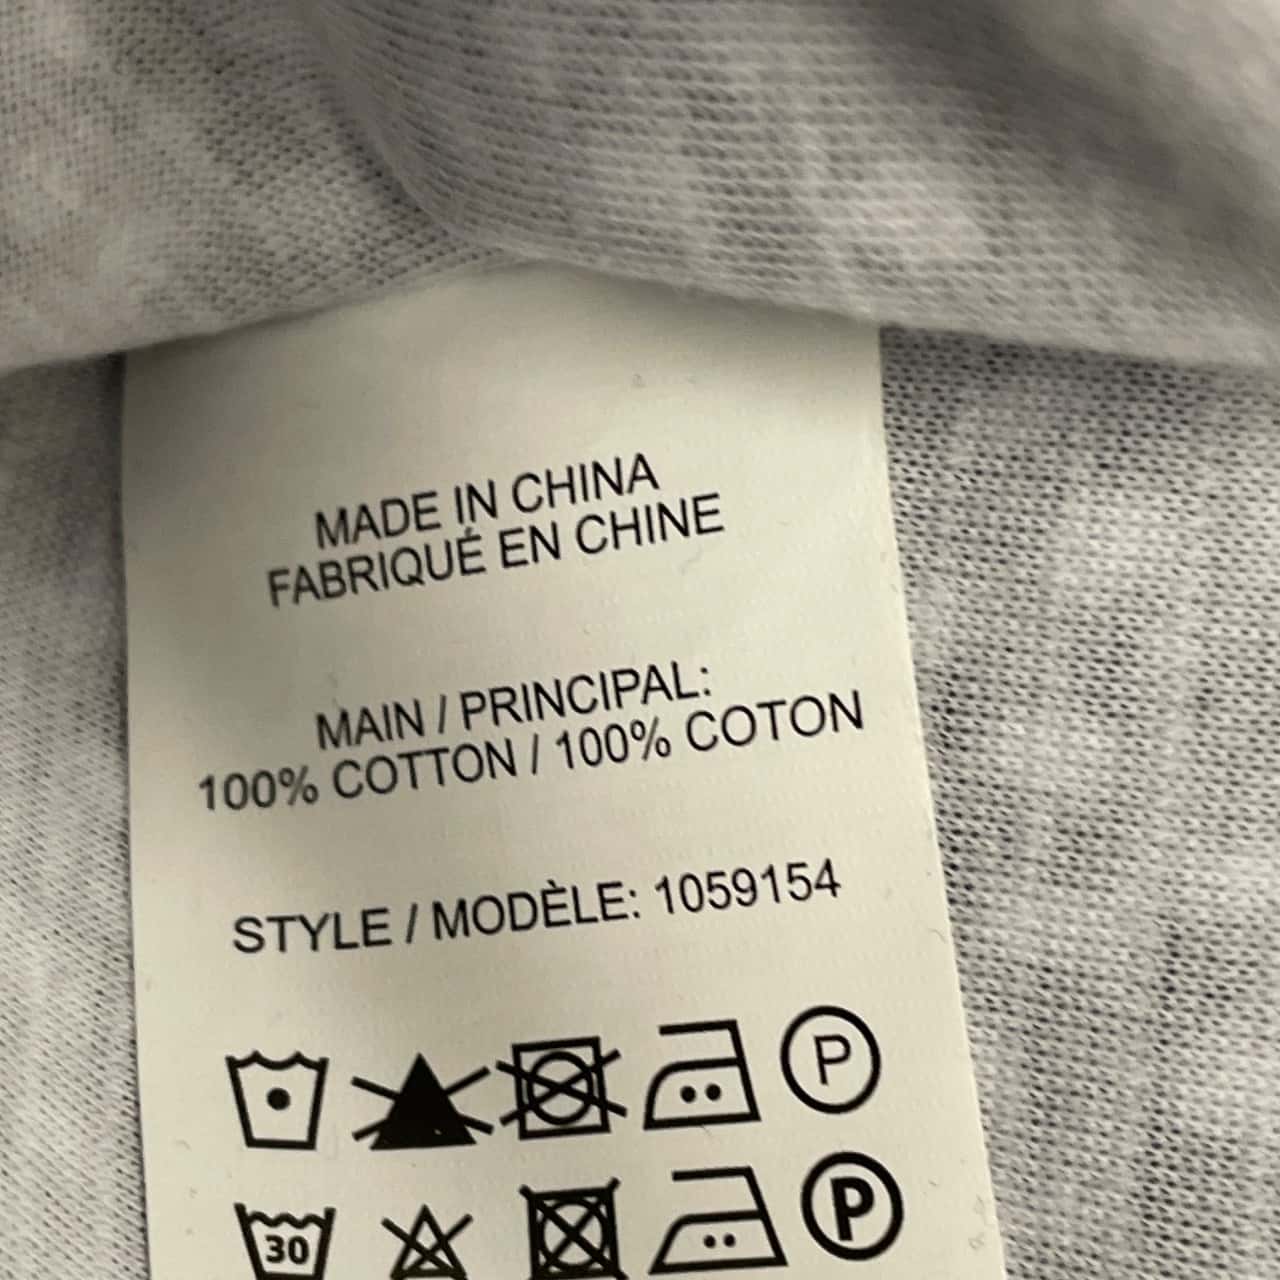 MADE IN CHINA
FABRIQUÉ EN CHINE
MAIN / PRINCIPAL:
100% COTTON / 100% COTON
STYLE / MODÈLE: 1059154
P
30 P